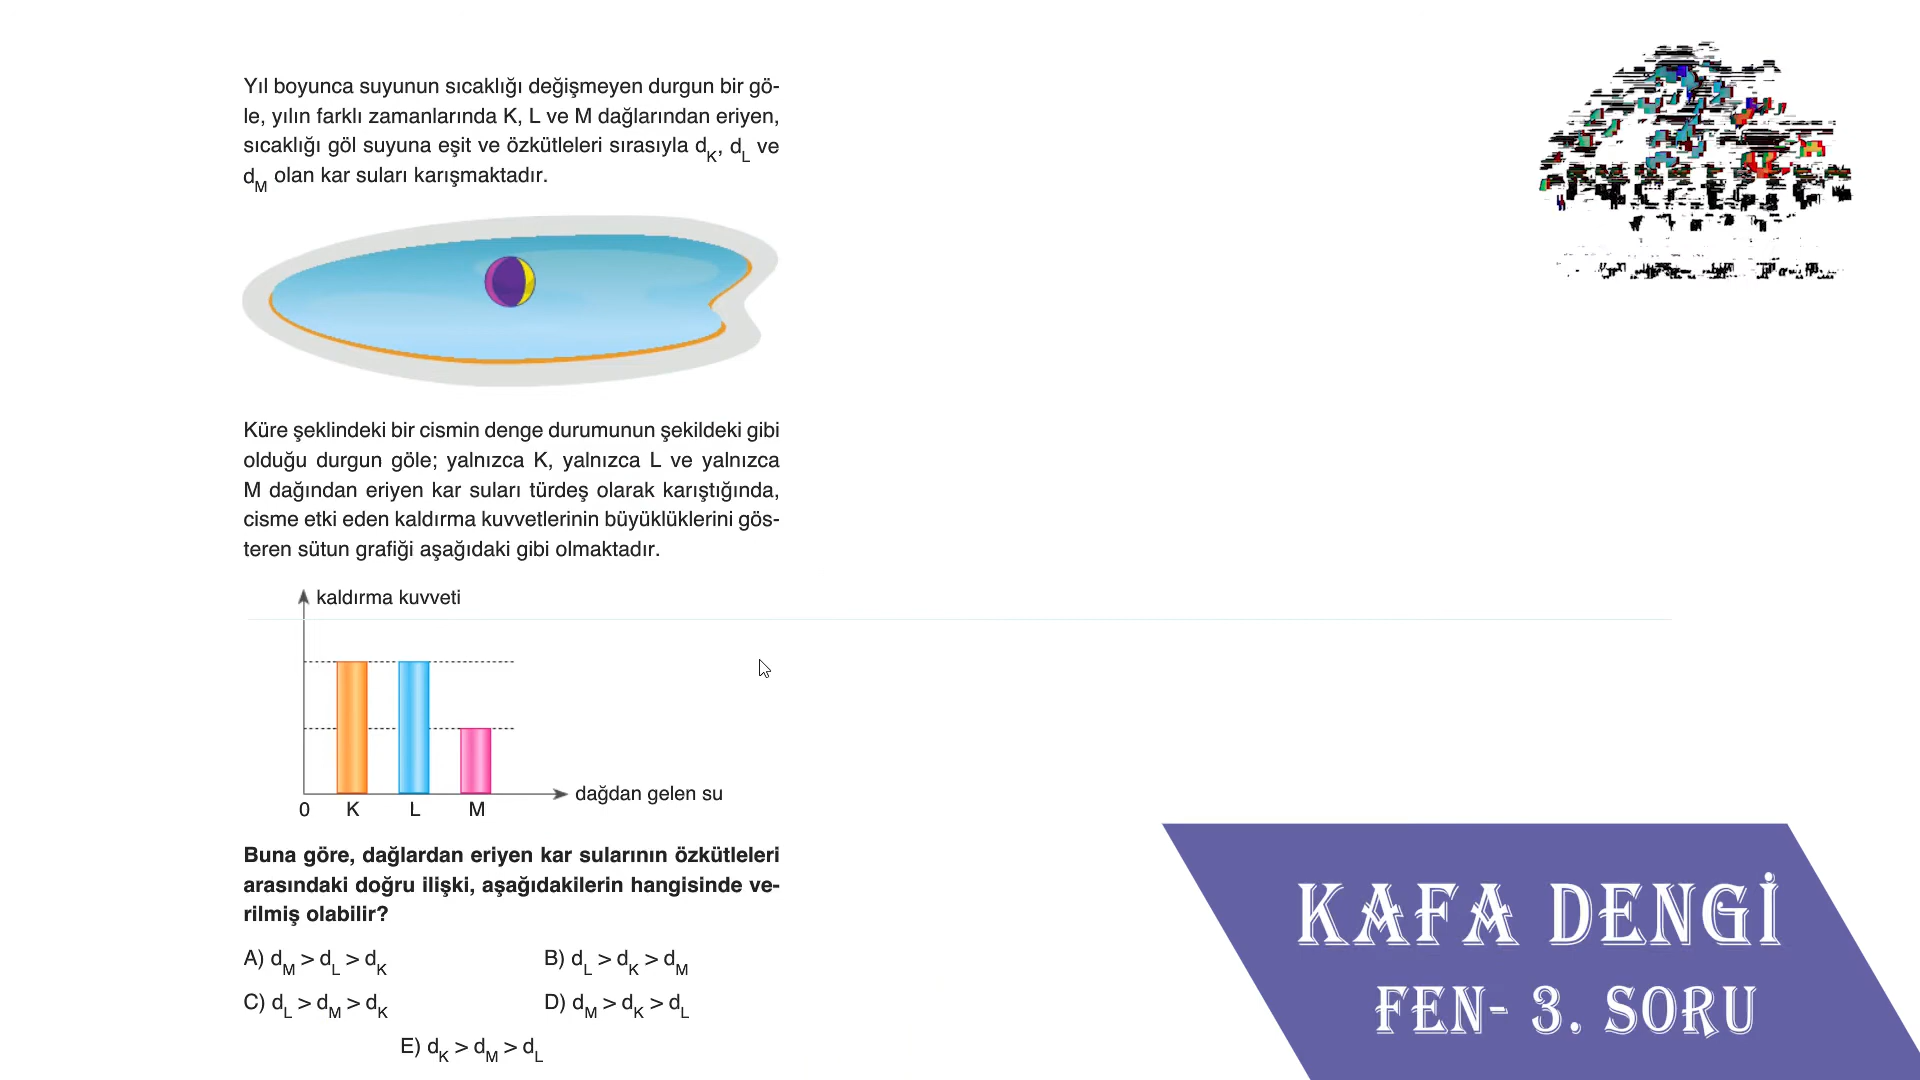 Yıl boyunca suyunun sıcaklığı değişmeyen durgun bir gö-
le, yılın farklı zamanlarında K, L ve M dağlarından eriyen,
sıcaklığı göl suyuna eşit ve özkütleleri sırasıyla dK, dL ve
dM olan kar suları karışmaktadır.
Küre şeklindeki bir cismin denge durumunun şekildeki gibi
olduğu durgun göle; yalnızca K, yalnızca L ve yalnızca
M dağından eriyen kar suları türdeş olarak karıştığında,
cisme etki eden kaldırma kuvvetlerinin büyüklüklerini gös-
teren sütun grafiği aşağıdaki gibi olmaktadır.
kaldırma kuvveti
dağdan gelen su
0 K L M
Buna göre, dağlardan eriyen kar sularının özkütleleri
arasındaki doğru ilişki, aşağıdakilerin hangisinde ve-
rilmiş olabilir?
A) dM > dL > dK
B) dL > dK > dM
C) dL > dM > dK
D) dM > dK > dL
E) dK > dM > dL
KAFA DENGİ
FEN- 3. SORU